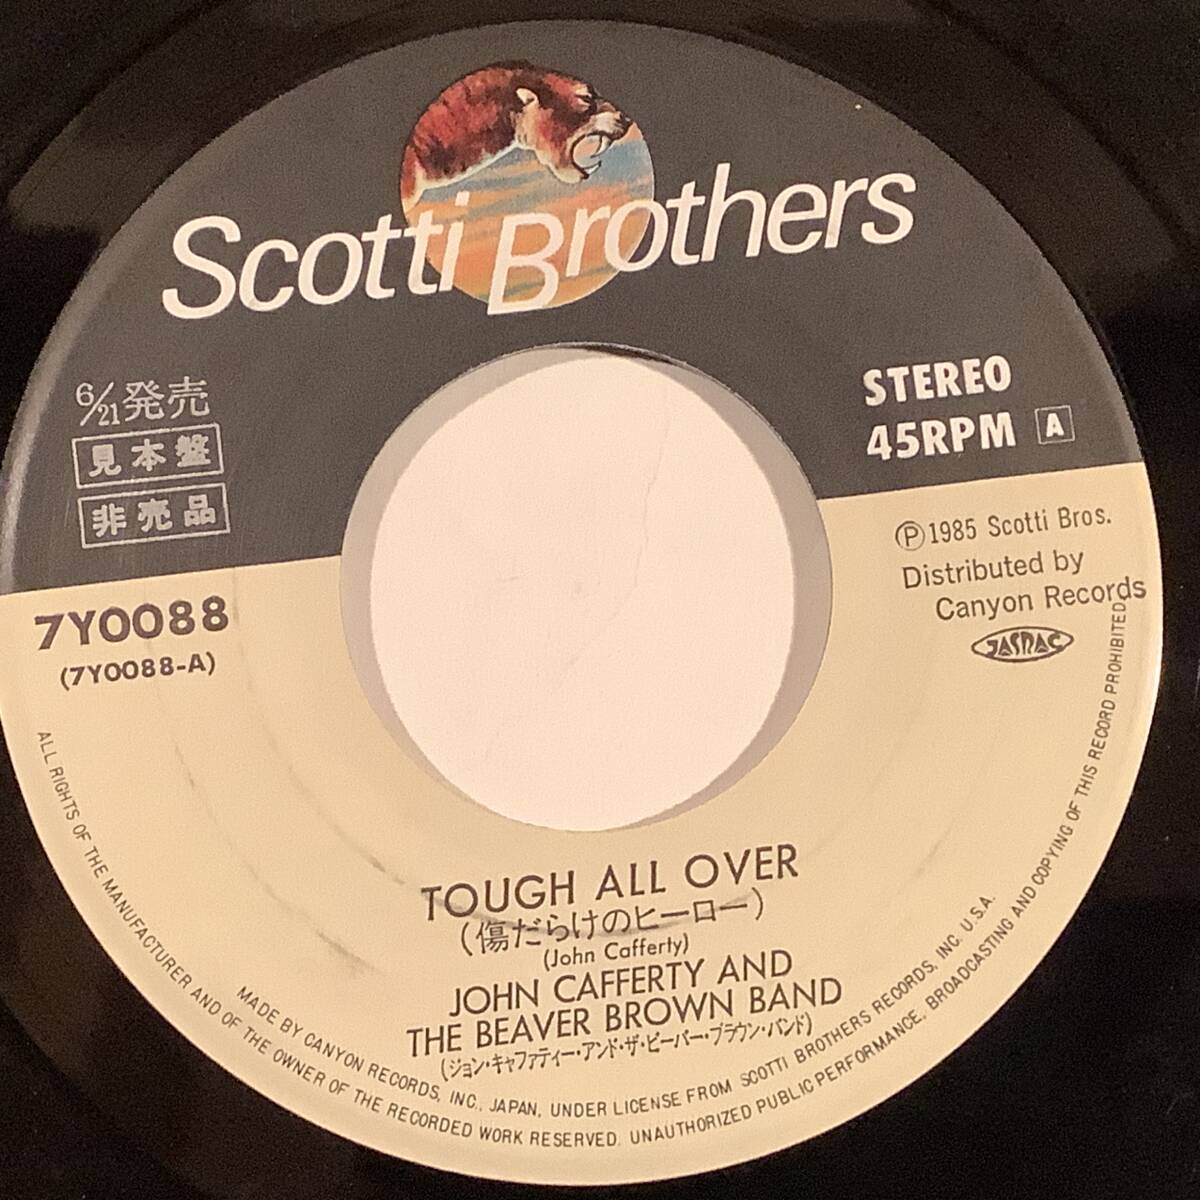 Scotti Brothers
6/21発売
見本盤
非売品
STEREO
45RPM A
7Y0088
(7Y0088-A)
Ⓟ1985 Scotti Bros.
Distributed by
Canyon Records
JASRAC
TOUGH ALL OVER
(傷だらけのヒーロー)
(John Cafferty)
JOHN CAFFERTY AND
THE BEAVER BROWN BAND
(ジョン・キャファティー・アンド・ザ・ビーバー・ブラウン・バンド)
MADE BY CANYON RECORDS, INC., JAPAN, UNDER LICENSE FROM SCOTTI BROTHERS RECORDS, INC. U.S.A.
ALL RIGHTS OF THE MANUFACTURER AND OF THE OWNER OF THE RECORDED WORK RESERVED. UNAUTHORIZED PUBLIC PERFORMANCE, BROADCASTING AND COPYING OF THIS RECORD PROHIBITED